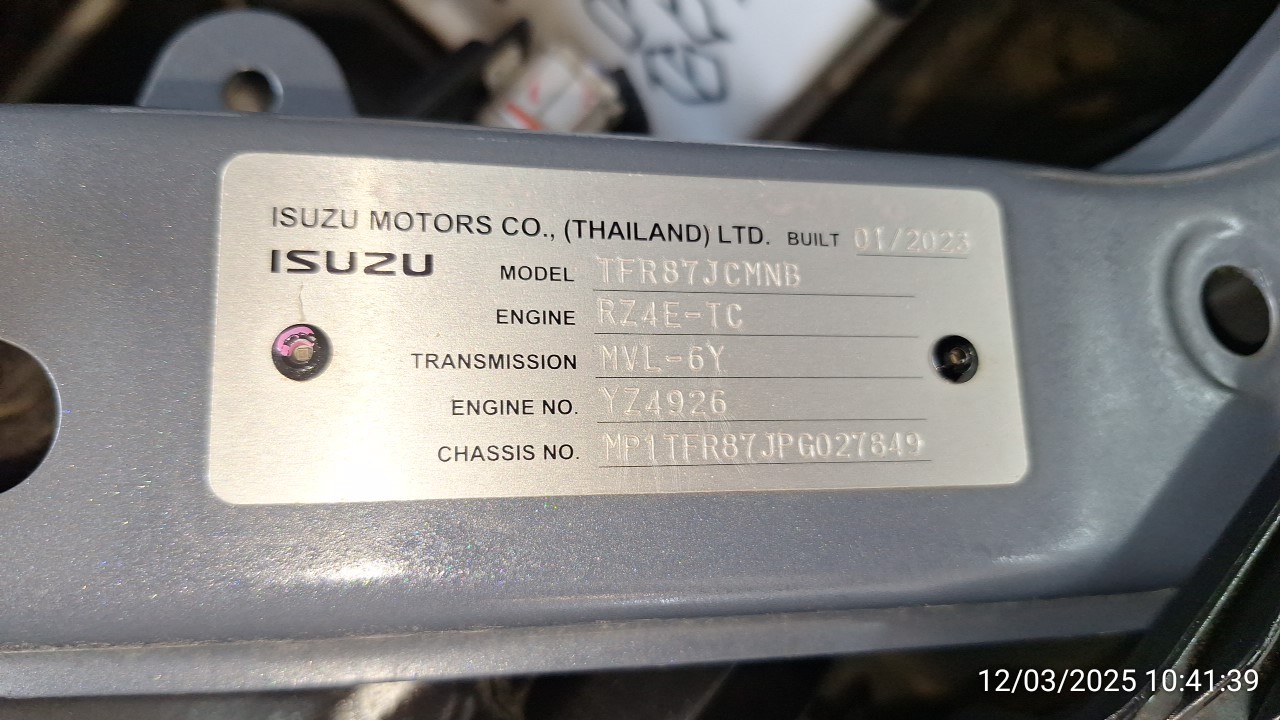 ISUZU MOTORS CO., (THAILAND) LTD. BUILT 01/2023
ISUZU
MODEL TFR87JCMNB
ENGINE RZ4E-TC
TRANSMISSION MVL-6Y
ENGINE NO. YZ4926
CHASSIS NO. MP1TFR87JPG027849
12/03/2025 10:41:39